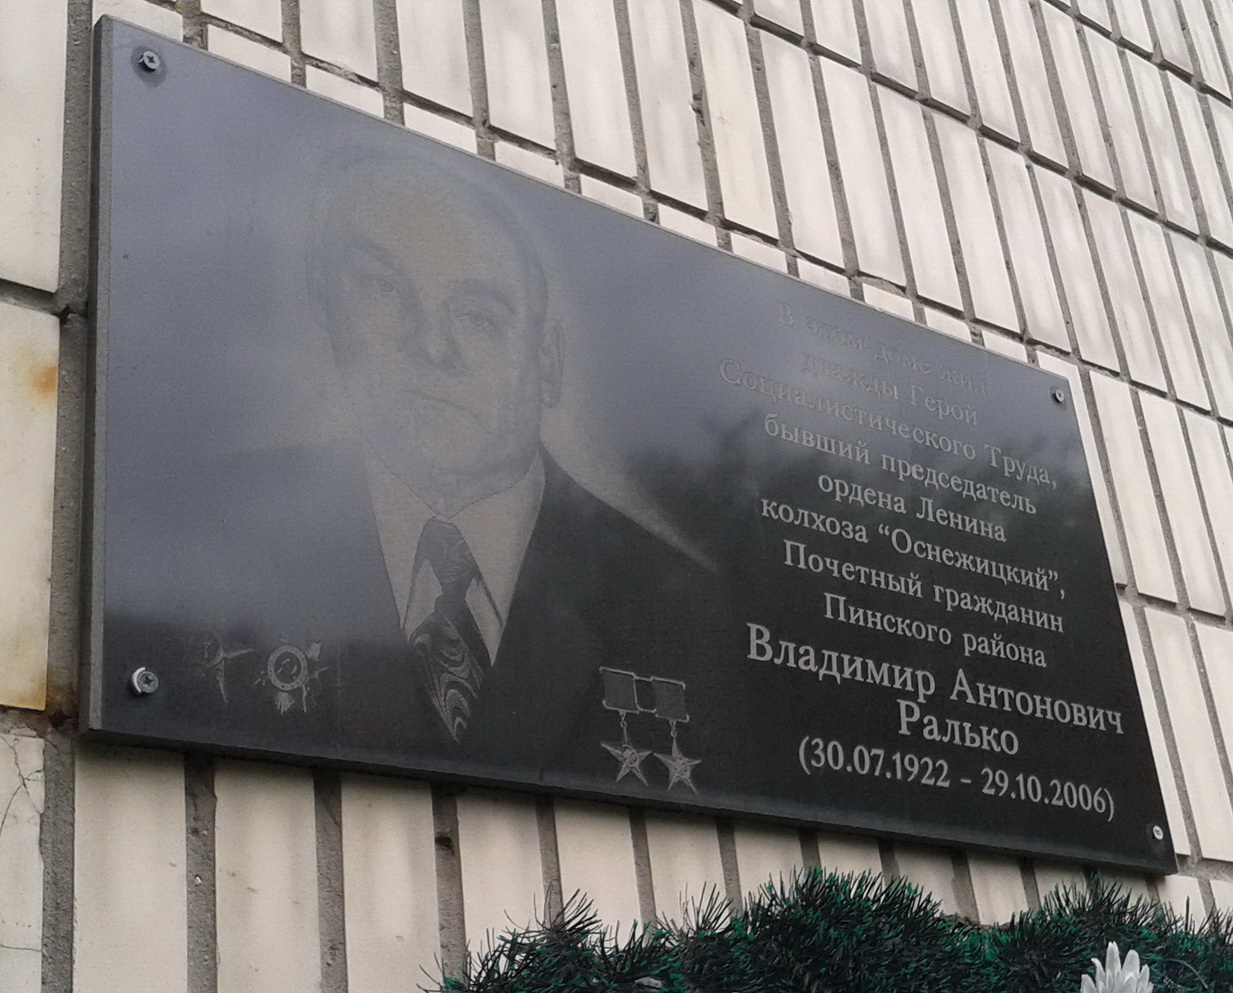 В этом доме жил
дважды Герой
Социалистического Труда,
бывший председатель
ордена Ленина
колхоза “Оснежицкий”,
Почетный гражданин
Пинского района
Владимир Антонович
Ралько
(30.07.1922 – 29.10.2006)